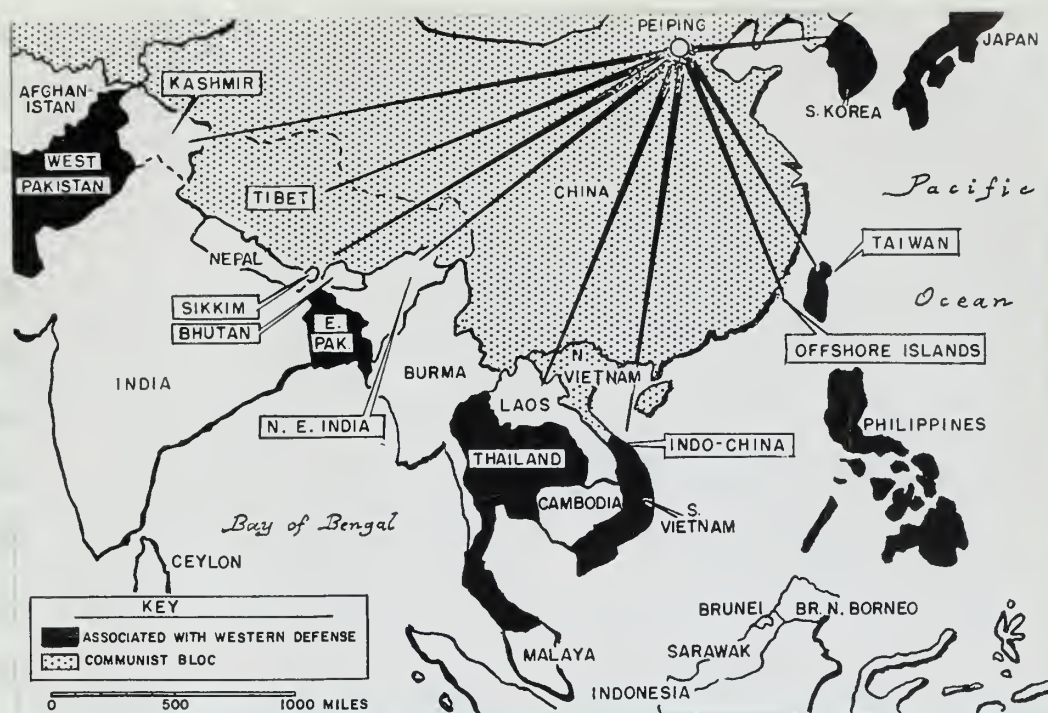 PEIPING
JAPAN
AFGHAN-
ISTAN
KASHMIR
S. KOREA
WEST
PAKISTAN
TIBET
CHINA
Pacific
NEPAL
TAIWAN
SIKKIM
Ocean
BHUTAN
E.
PAK.
OFFSHORE ISLANDS
INDIA
BURMA
N.
VIETNAM
LAOS
N. E. INDIA
PHILIPPINES
INDO-CHINA
THAILAND
CAMBODIA
S.
VIETNAM
Bay of Bengal
CEYLON
KEY
ASSOCIATED WITH WESTERN DEFENSE
COMMUNIST BLOC
BRUNEI
BR. N. BORNEO
SARAWAK
MALAYA
INDONESIA
0 500 1000 MILES